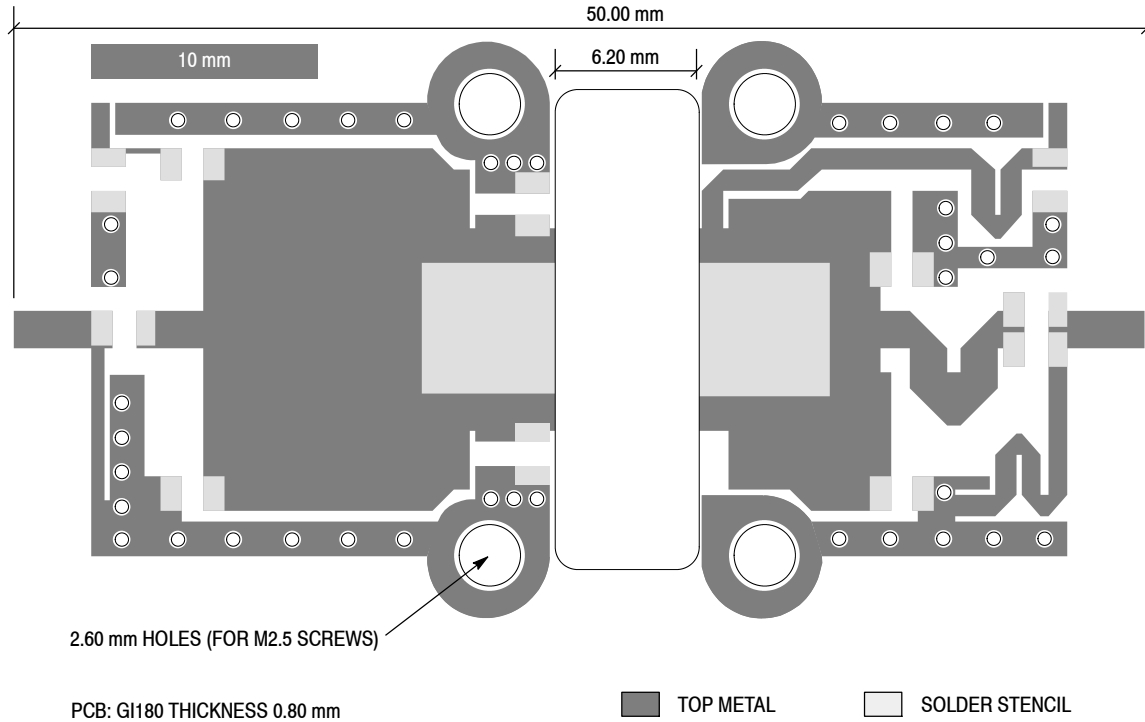 50.00 mm
10 mm
6.20 mm
2.60 mm HOLES (FOR M2.5 SCREWS)
PCB: GI180 THICKNESS 0.80 mm
TOP METAL
SOLDER STENCIL